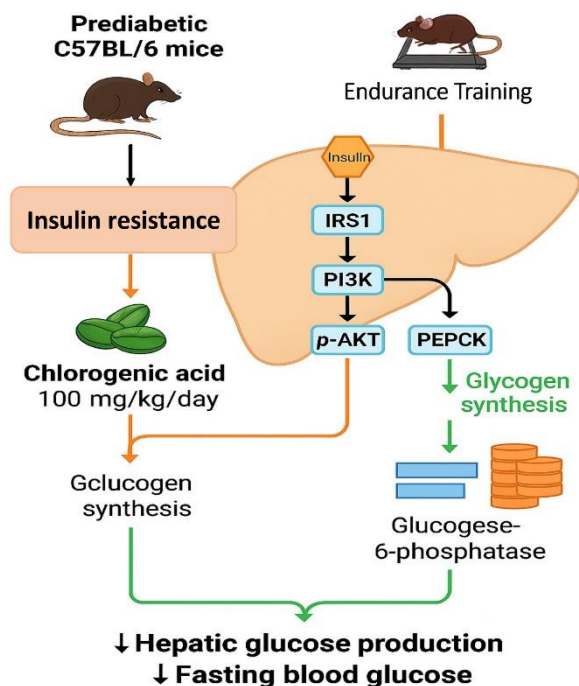 Prediabetic
C57BL/6 mice
Endurance Training
Insulin resistance
Insulln
IRS1
PI3K
p-AKT
PEPCK
Chlorogenic acid
100 mg/kg/day
Glycogen
synthesis
Gclucogen
synthesis
Glucogese-
6-phosphatase
↓ Hepatic glucose production
↓ Fasting blood glucose